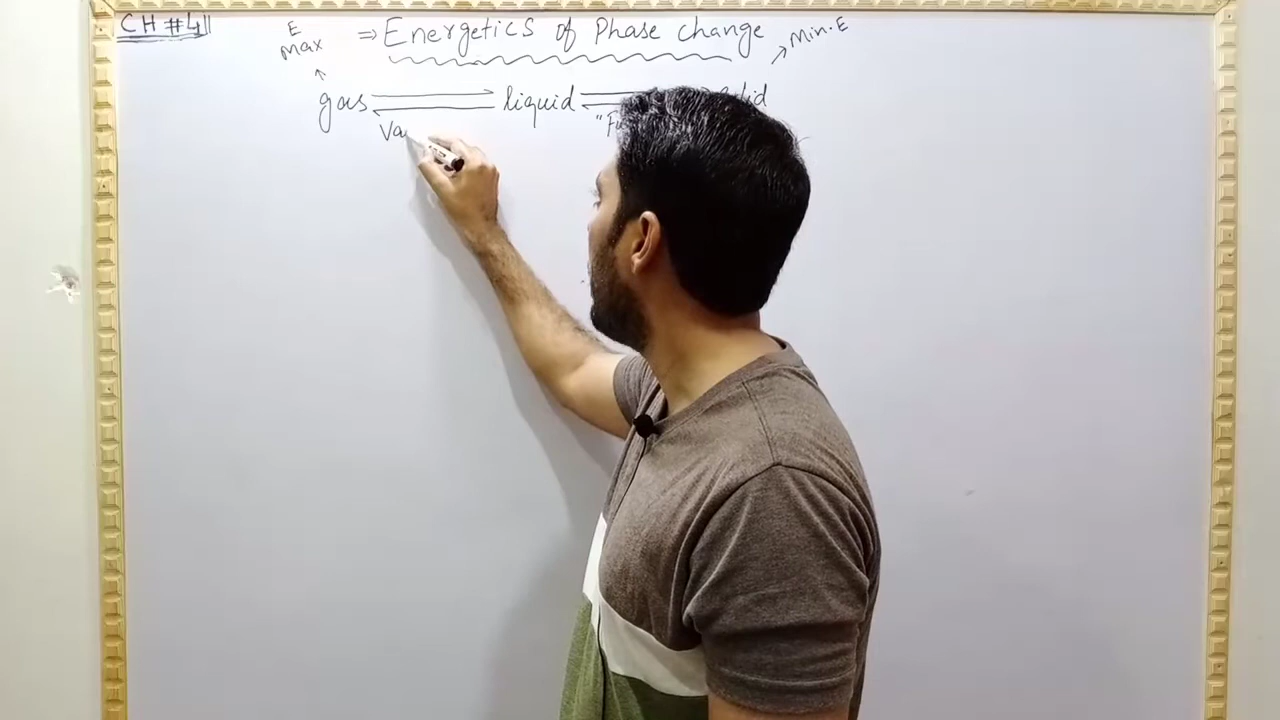 CH # 4
E
max
⇒ Energetics of Phase change
Min. E
gas ⇌ liquid
Va